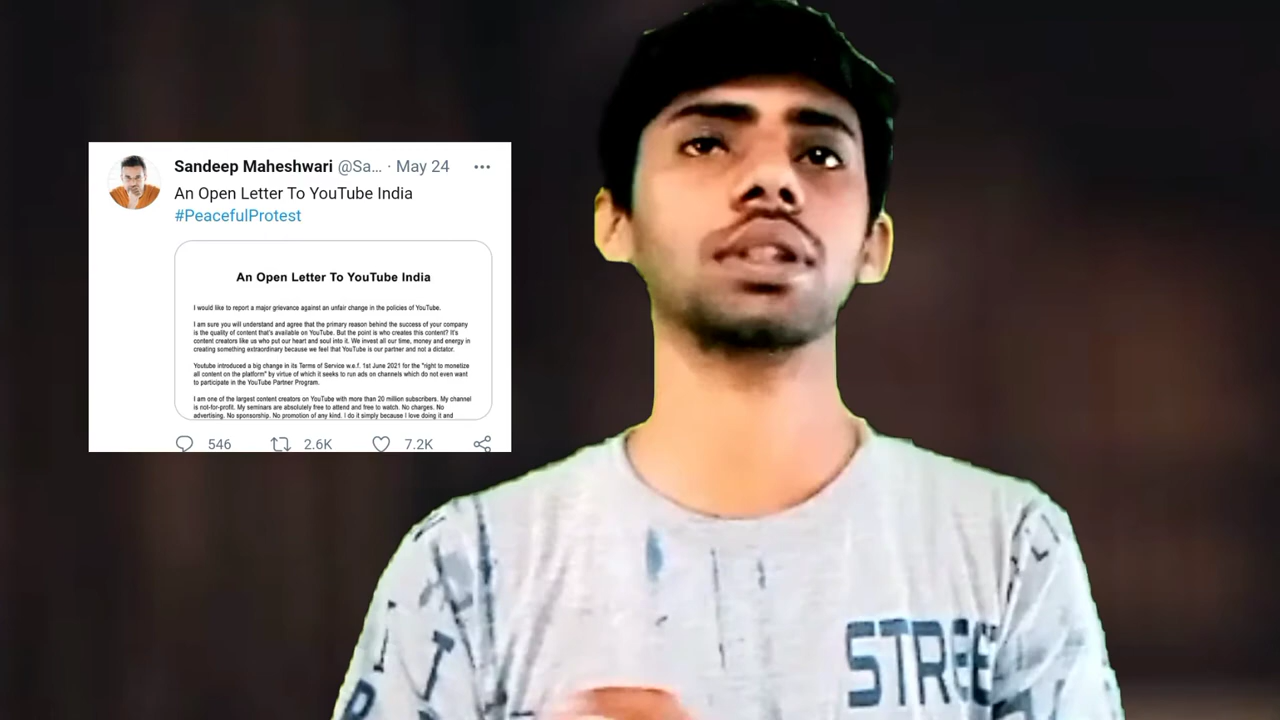 Sandeep Maheshwari @Sa... · May 24
An Open Letter To YouTube India
#PeacefulProtest
An Open Letter To YouTube India
I would like to report a major grievance against an unfair change in the policies of YouTube.
I am sure you will understand and agree that the primary reason behind the success of your company
is the quality of content that's available on YouTube. But the point is who creates this content? It's
content creators like us who put our heart and soul into it. We invest all our time, money and energy in
creating something extraordinary because we feel that YouTube is our partner and not a dictator.
Youtube introduced a big change in its Terms of Service w.e.f. 1st June 2021 for the "right to monetize
all content on the platform" by virtue of which it seeks to run ads on channels which do not even want
to participate in the YouTube Partner Program.
I am one of the largest content creators on YouTube with more than 20 million subscribers. My channel
is not-for-profit. My seminars are absolutely free to attend and free to watch. No charges. No
advertising. No sponsorship. No promotion of any kind. I do it simply because I love doing it and
546 2.6K 7.2K
STREET